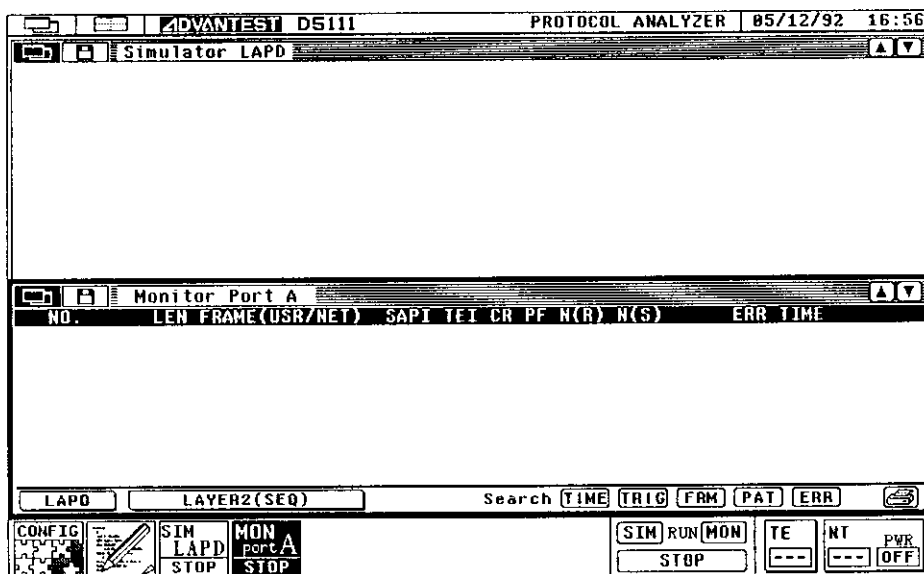 ADVANTEST D5111 PROTOCOL ANALYZER 05/12/92 16:56
Simulator LAPD
Monitor Port A
NO. LEN FRAME(USR/NET) SAPI TEI CR PF N(R) N(S) ERR TIME
LAPD LAYER2(SEQ) Search TIME TRIG FRM PAT ERR
CONFIG
SIM LAPD STOP
MON port A STOP
SIM RUN MON
STOP
TE ---
NT --- PWR OFF